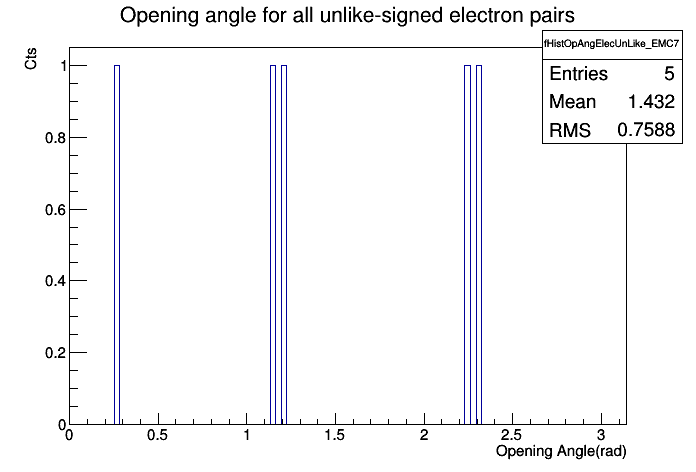 Opening angle for all unlike-signed electron pairs
fHistOpAngElecUnLike_EMC7
Entries 5
Mean 1.432
RMS 0.7588
Cts
1
0.8
0.6
0.4
0.2
0
0 0.5 1 1.5 2 2.5 3
Opening Angle(rad)